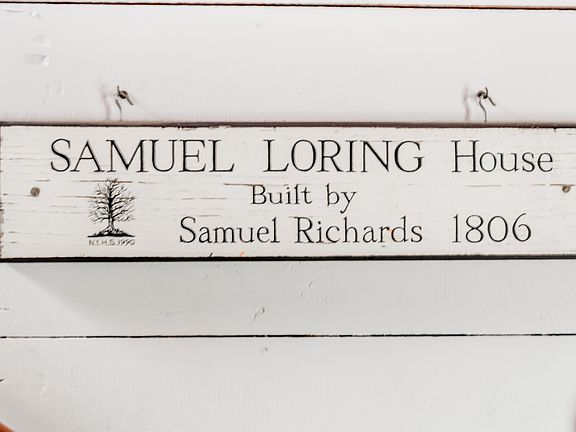 SAMUEL LORING House
Built by
Samuel Richards 1806
N.Y.H.S. 1990